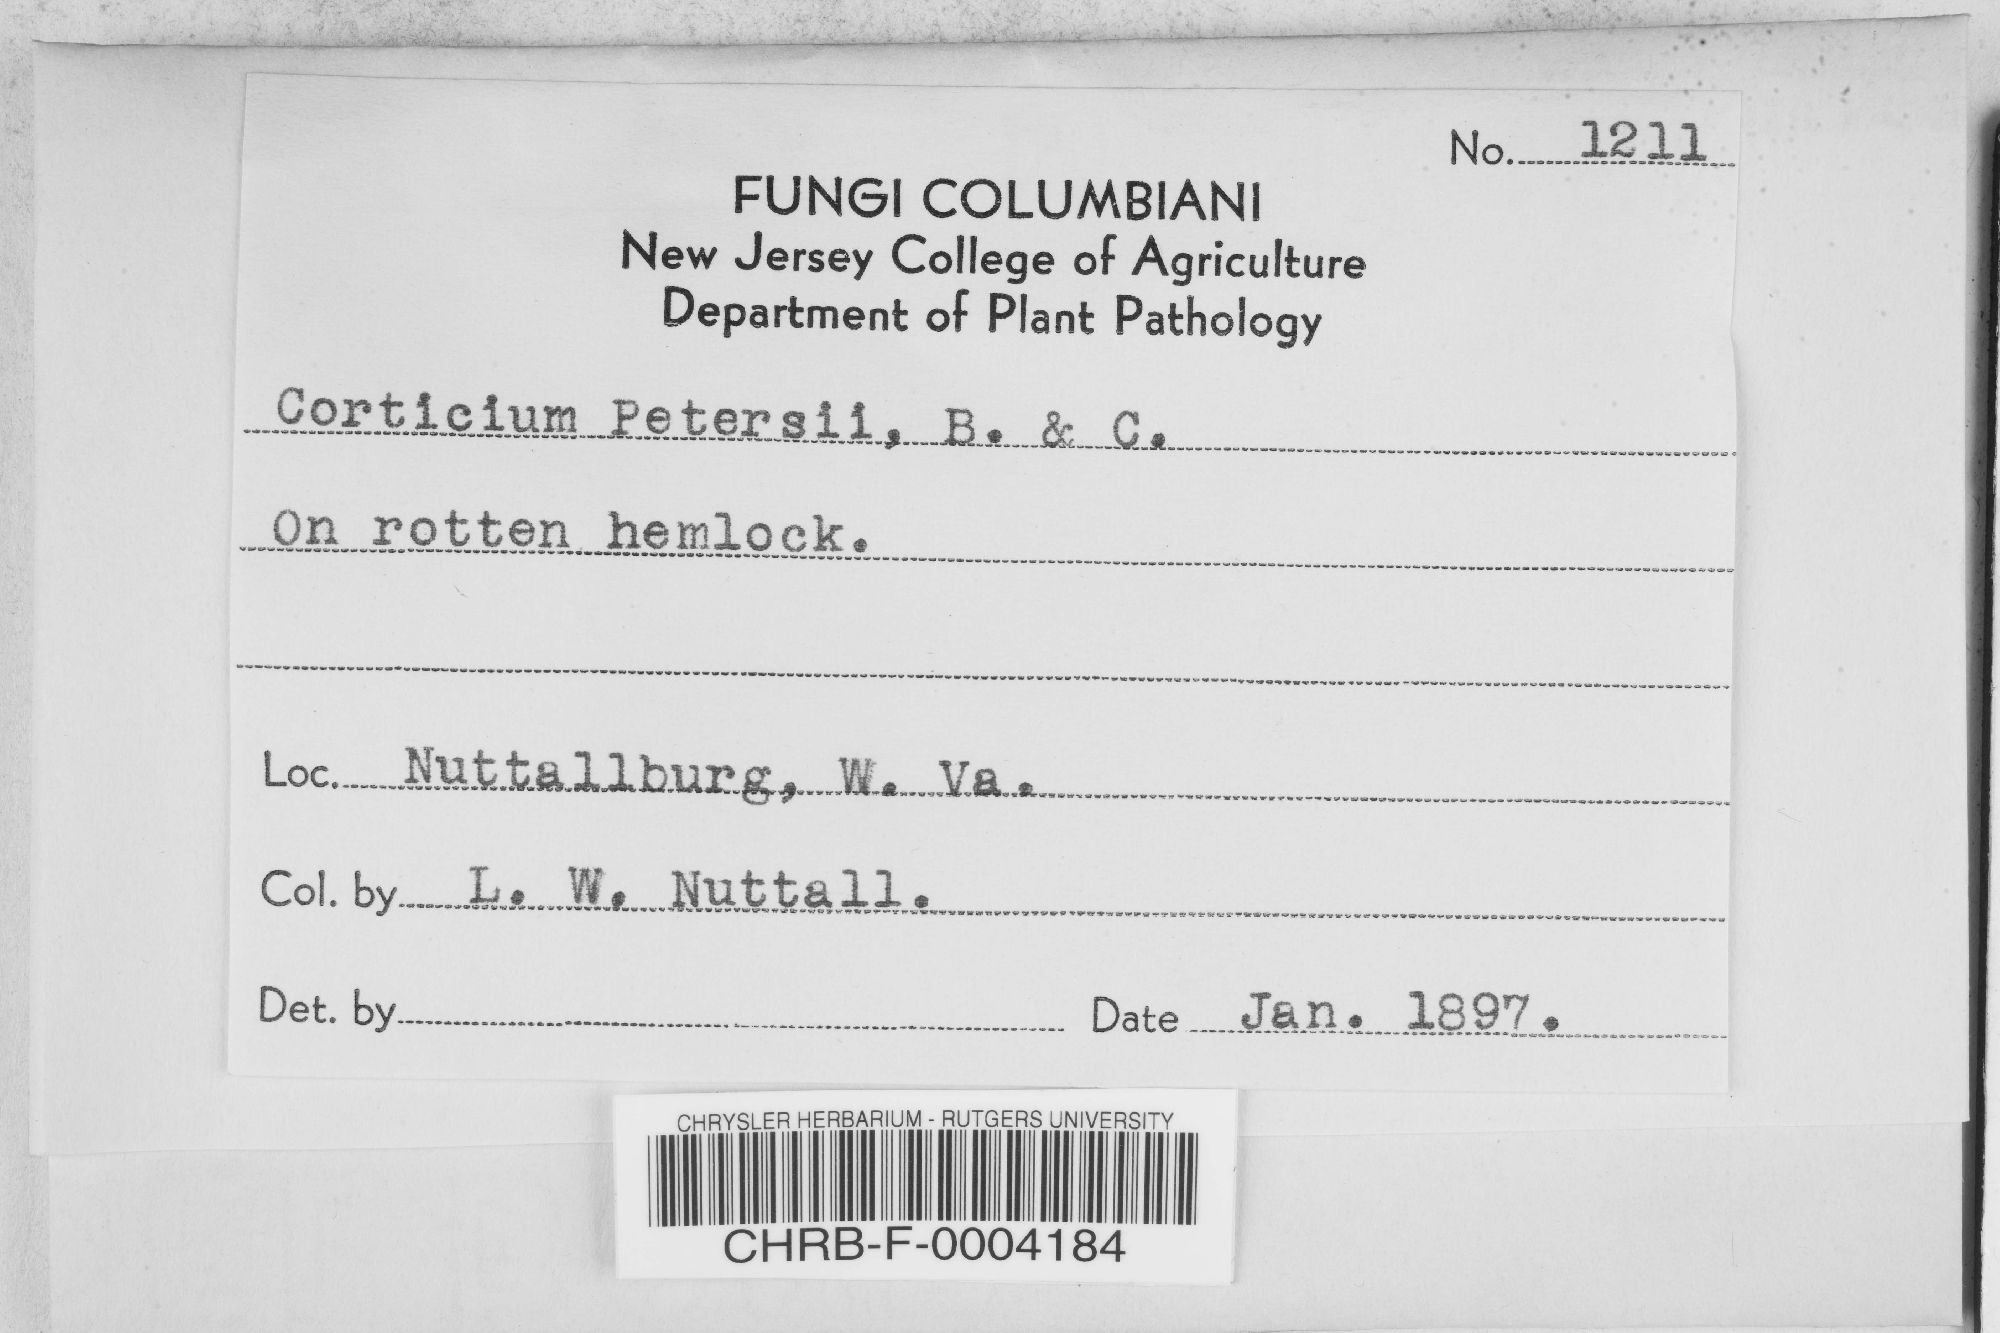 No. 1211
FUNGI COLUMBIANI
New Jersey College of Agriculture
Department of Plant Pathology
Corticium Petersii, B. & C.
On rotten hemlock.
Loc. Nuttallburg, W. Va.
Col. by L. W. Nuttall.
Det. by Date Jan. 1897.
CHRYSLER HERBARIUM - RUTGERS UNIVERSITY
CHRB-F-0004184